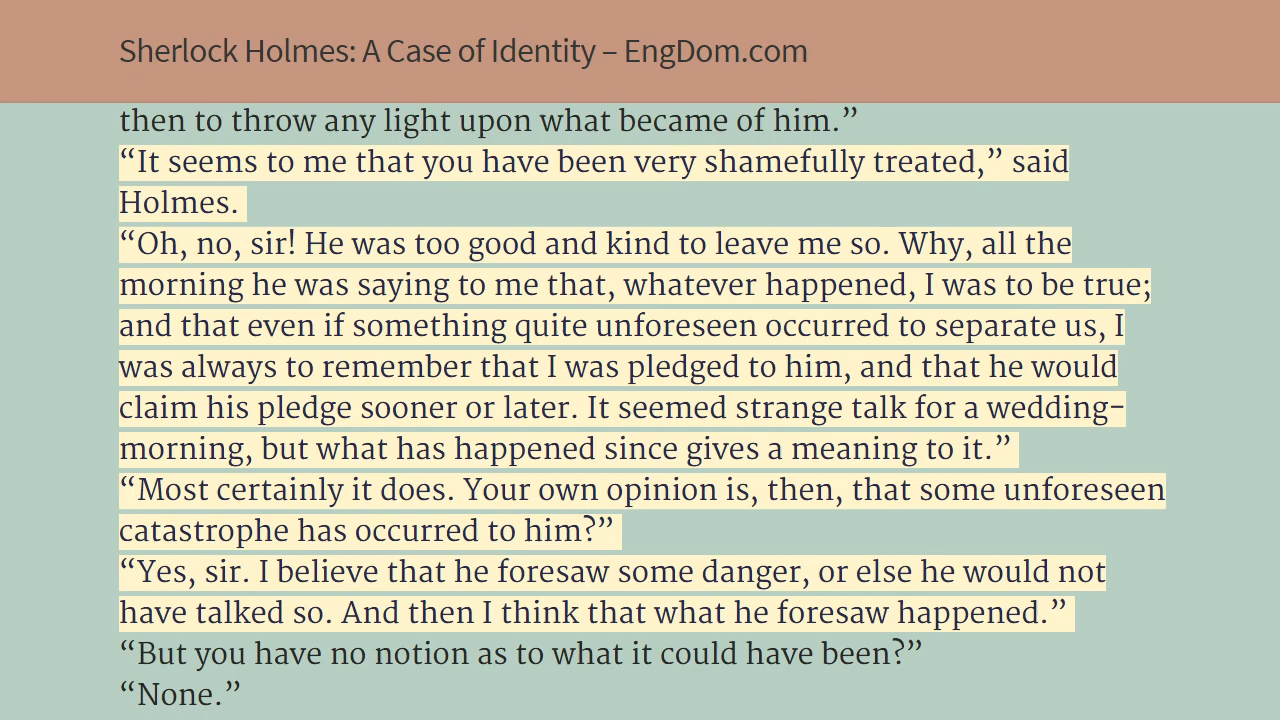 Sherlock Holmes: A Case of Identity – EngDom.com
then to throw any light upon what became of him.”
“It seems to me that you have been very shamefully treated,” said
Holmes.
“Oh, no, sir! He was too good and kind to leave me so. Why, all the
morning he was saying to me that, whatever happened, I was to be true;
and that even if something quite unforeseen occurred to separate us, I
was always to remember that I was pledged to him, and that he would
claim his pledge sooner or later. It seemed strange talk for a wedding-
morning, but what has happened since gives a meaning to it.”
“Most certainly it does. Your own opinion is, then, that some unforeseen
catastrophe has occurred to him?”
“Yes, sir. I believe that he foresaw some danger, or else he would not
have talked so. And then I think that what he foresaw happened.”
“But you have no notion as to what it could have been?”
“None.”